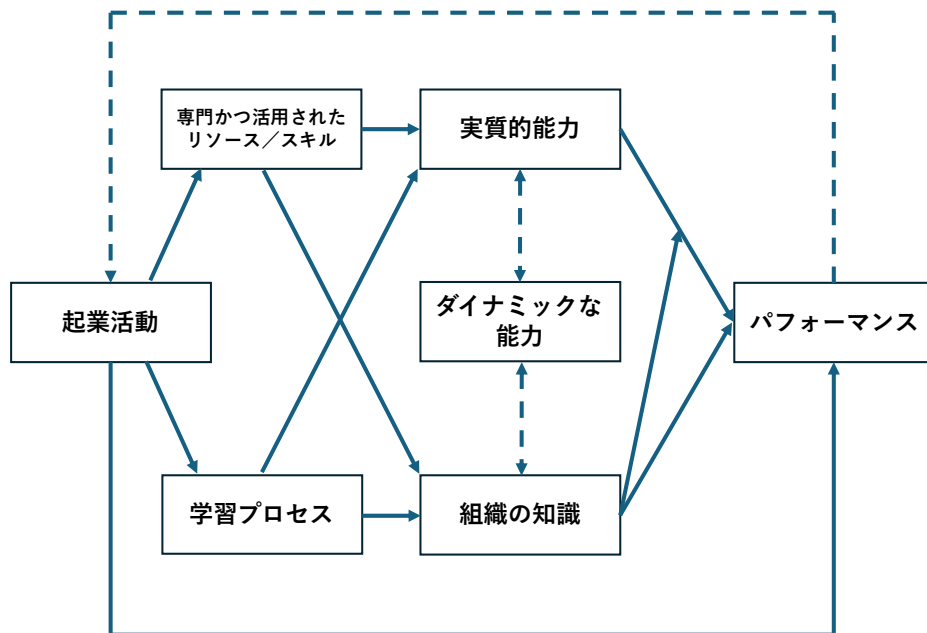 専門かつ活用された
リソース／スキル
実質的能力
起業活動
ダイナミックな
能力
パフォーマンス
学習プロセス
組織の知識